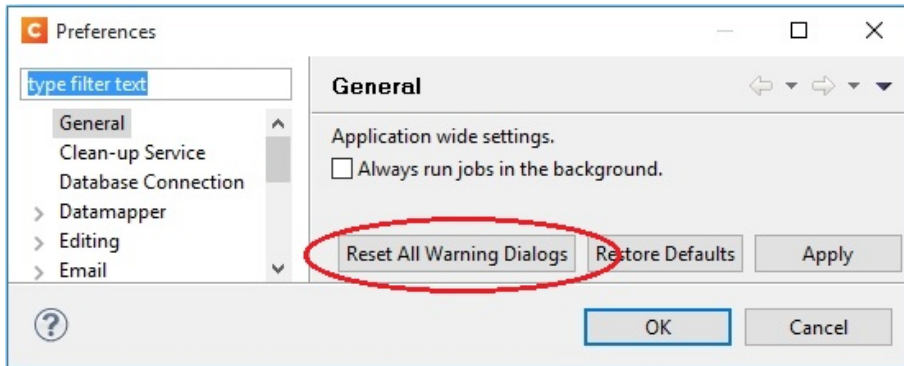 C Preferences
type filter text
General
Clean-up Service
Database Connection
Datamapper
Editing
Email
General
Application wide settings.
Always run jobs in the background.
Reset All Warning Dialogs Restore Defaults Apply
? OK Cancel